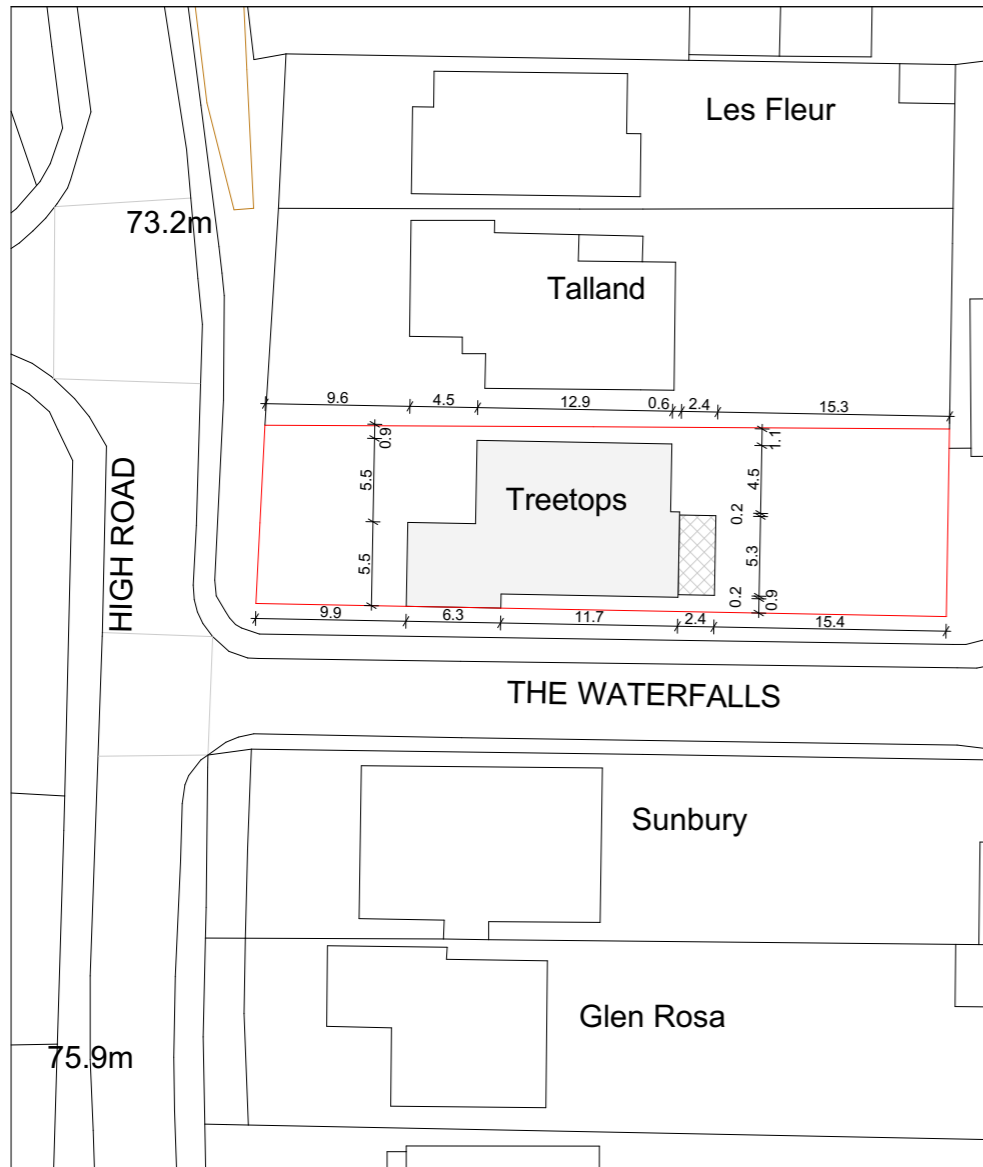 Les Fleur
73.2m
Talland
9.6
4.5
12.9
0.6
2.4
15.3
0.9
1.1
5.5
4.5
Treetops
0.2
HIGH ROAD
5.5
5.3
0.2
0.9
9.9
6.3
11.7
2.4
15.4
THE WATERFALLS
Sunbury
Glen Rosa
75.9m